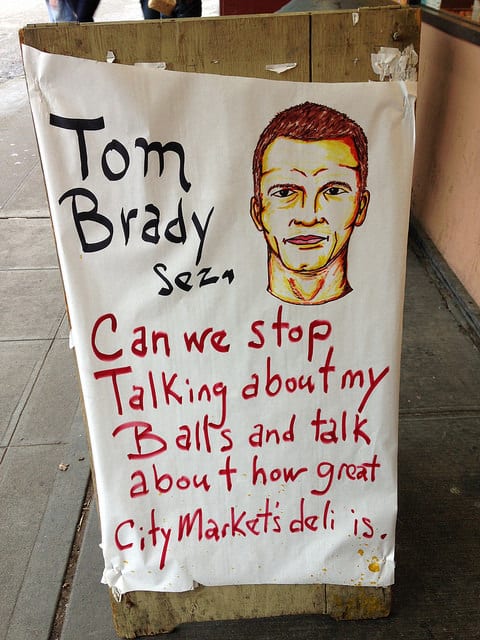 Tom
Brady
Sez
Can we stop
Talking about my
Balls and talk
about how great
City Market's deli is.